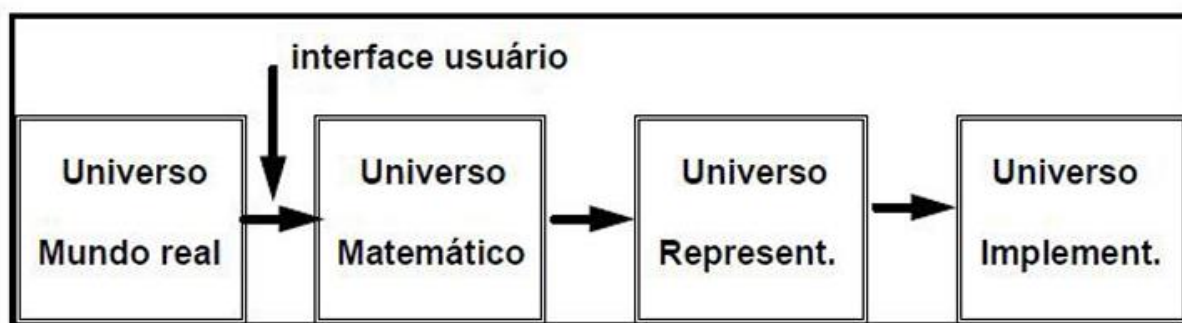 interface usuário
Universo
Mundo real
Universo
Matemático
Universo
Represent.
Universo
Implement.